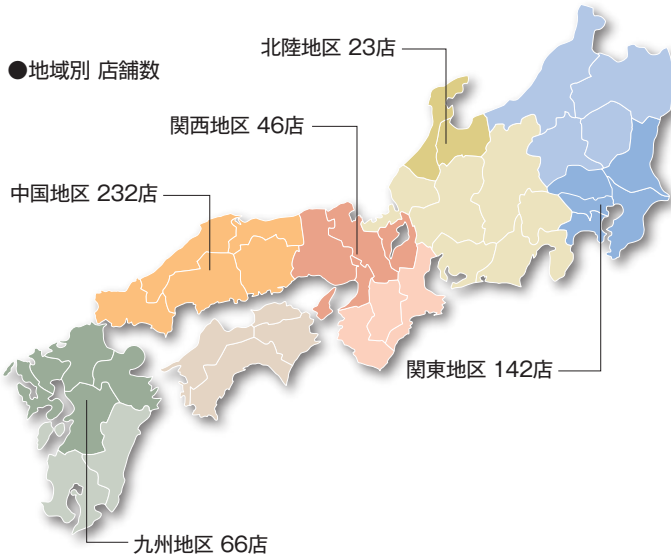 北陸地区 23店
●地域別 店舗数
関西地区 46店
中国地区 232店
関東地区 142店
九州地区 66店